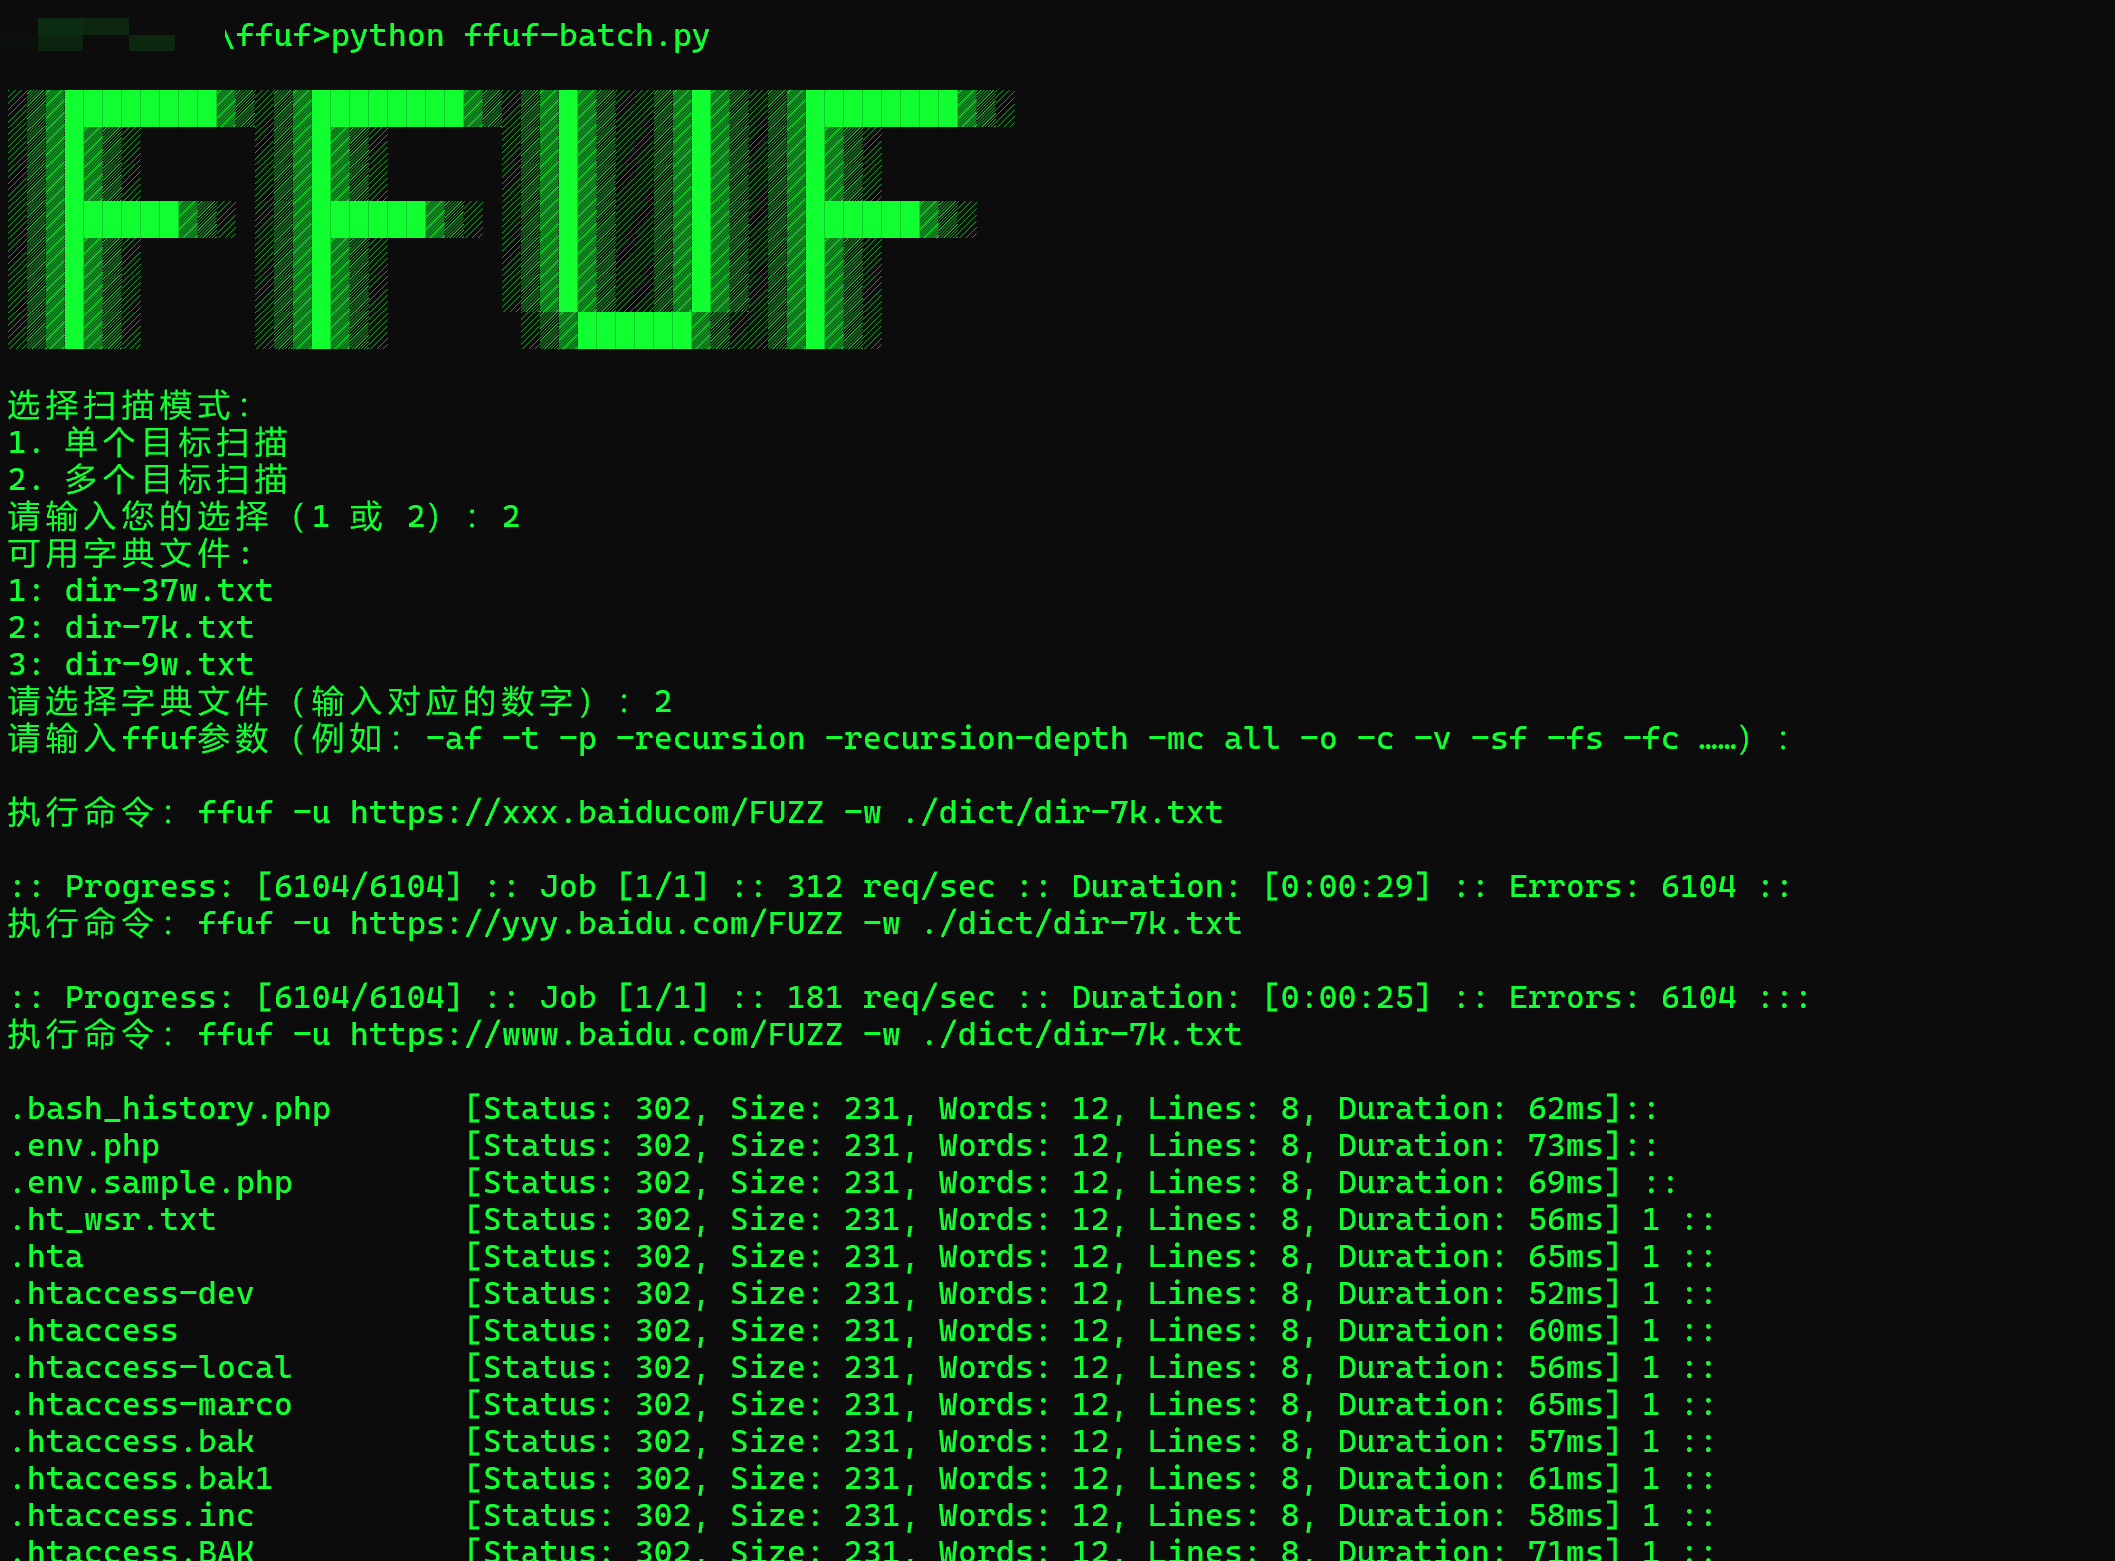 \ffuf>python ffuf-batch.py
FFUF
选择扫描模式:
1. 单个目标扫描
2. 多个目标扫描
请输入您的选择（1 或 2）: 2
可用字典文件:
1: dir-37w.txt
2: dir-7k.txt
3: dir-9w.txt
请选择字典文件（输入对应的数字）: 2
请输入ffuf参数（例如: -af -t -p -recursion -recursion-depth -mc all -o -c -v -sf -fs -fc ……）:
执行命令: ffuf -u https://xxx.baiducom/FUZZ -w ./dict/dir-7k.txt
:: Progress: [6104/6104] :: Job [1/1] :: 312 req/sec :: Duration: [0:00:29] :: Errors: 6104 ::
执行命令: ffuf -u https://yyy.baidu.com/FUZZ -w ./dict/dir-7k.txt
:: Progress: [6104/6104] :: Job [1/1] :: 181 req/sec :: Duration: [0:00:25] :: Errors: 6104 :::
执行命令: ffuf -u https://www.baidu.com/FUZZ -w ./dict/dir-7k.txt
.bash_history.php [Status: 302, Size: 231, Words: 12, Lines: 8, Duration: 62ms]::
.env.php [Status: 302, Size: 231, Words: 12, Lines: 8, Duration: 73ms]::
.env.sample.php [Status: 302, Size: 231, Words: 12, Lines: 8, Duration: 69ms] ::
.ht_wsr.txt [Status: 302, Size: 231, Words: 12, Lines: 8, Duration: 56ms] 1 ::
.hta [Status: 302, Size: 231, Words: 12, Lines: 8, Duration: 65ms] 1 ::
.htaccess-dev [Status: 302, Size: 231, Words: 12, Lines: 8, Duration: 52ms] 1 ::
.htaccess [Status: 302, Size: 231, Words: 12, Lines: 8, Duration: 60ms] 1 ::
.htaccess-local [Status: 302, Size: 231, Words: 12, Lines: 8, Duration: 56ms] 1 ::
.htaccess-marco [Status: 302, Size: 231, Words: 12, Lines: 8, Duration: 65ms] 1 ::
.htaccess.bak [Status: 302, Size: 231, Words: 12, Lines: 8, Duration: 57ms] 1 ::
.htaccess.bak1 [Status: 302, Size: 231, Words: 12, Lines: 8, Duration: 61ms] 1 ::
.htaccess.inc [Status: 302, Size: 231, Words: 12, Lines: 8, Duration: 58ms] 1 ::
.htaccess.BAK [Status: 302, Size: 231, Words: 12, Lines: 8, Duration: 71ms] 1 ::